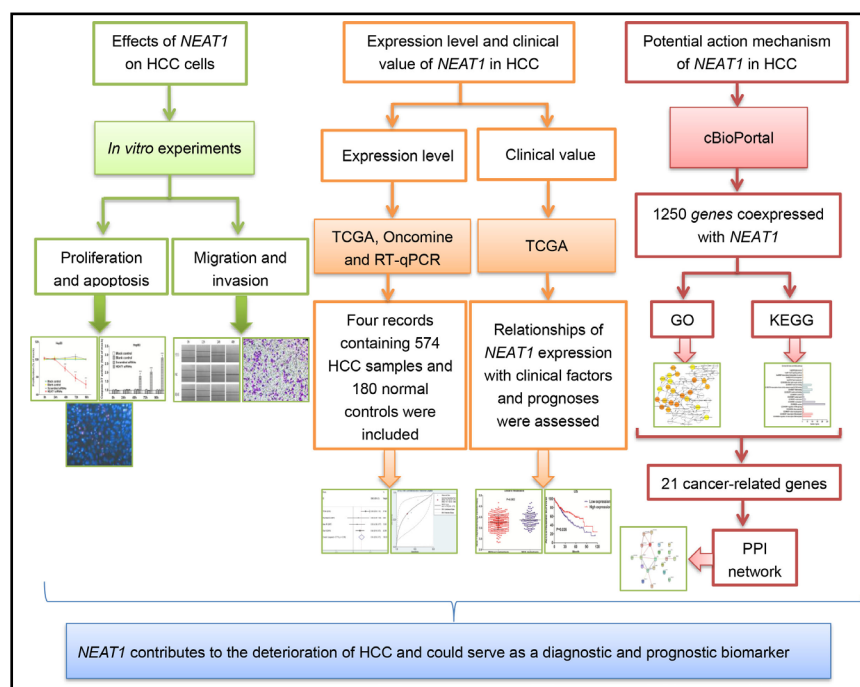 Effects of NEAT1
on HCC cells
In vitro experiments
Proliferation
and apoptosis
Migration and
invasion
Expression level and clinical
value of NEAT1 in HCC
Expression level
Clinical value
TCGA, Oncomine
and RT-qPCR
TCGA
Four records
containing 574
HCC samples and
180 normal
controls were
included
Relationships of
NEAT1 expression
with clinical factors
and prognoses
were assessed
Potential action mechanism
of NEAT1 in HCC
cBioPortal
1250 genes coexpressed
with NEAT1
GO
KEGG
21 cancer-related genes
PPI
network
Low expression
High expression
NEAT1 contributes to the deterioration of HCC and could serve as a diagnostic and prognostic biomarker